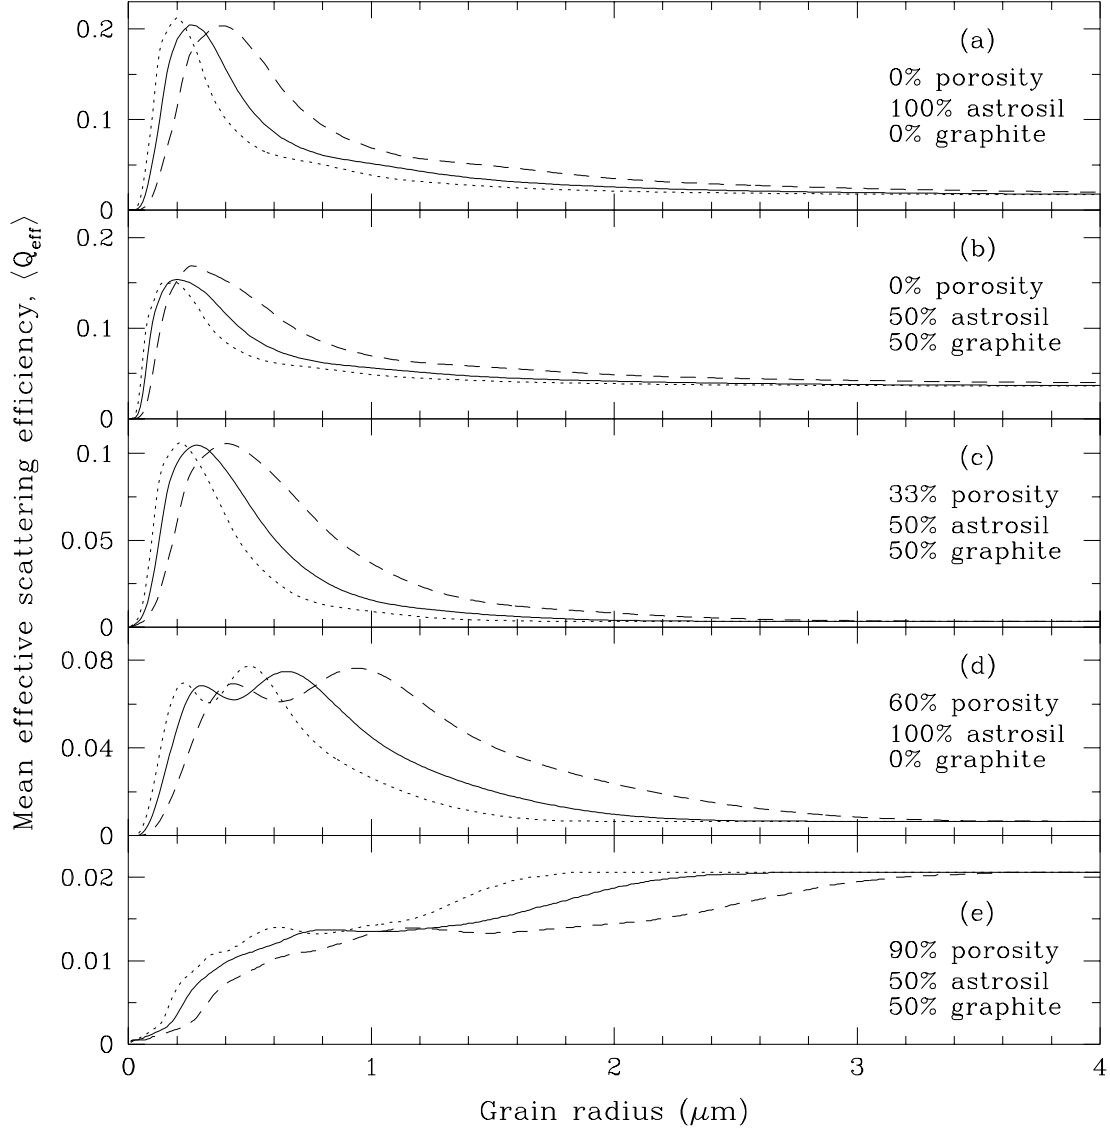 Mean effective scattering efficiency, ⟨Q_eff⟩
0.2
0.1
0
(a)
0% porosity
100% astrosil
0% graphite
0.2
0.1
0
(b)
0% porosity
50% astrosil
50% graphite
0.1
0.05
0
(c)
33% porosity
50% astrosil
50% graphite
0.08
0.04
0
(d)
60% porosity
100% astrosil
0% graphite
0.02
0.01
0
(e)
90% porosity
50% astrosil
50% graphite
0 1 2 3 4
Grain radius (μm)